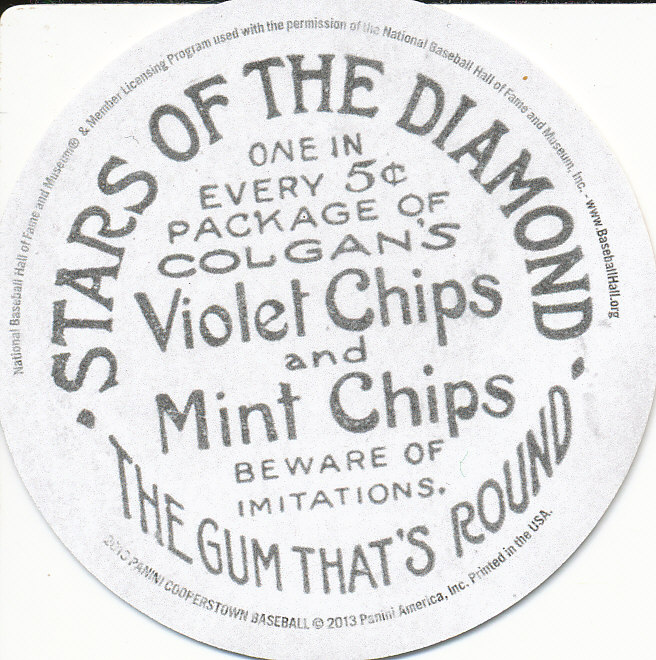 National Baseball Hall of Fame and Museum® & Member Licensing Program used with the permission of the National Baseball Hall of Fame and Museum, Inc. - www.BaseballHall.org
STARS OF THE DIAMOND
ONE IN
EVERY 5¢
PACKAGE OF
COLGAN'S
Violet Chips
and
Mint Chips
BEWARE OF
IMITATIONS.
• THE GUM THAT'S ROUND •
2013 PANINI COOPERSTOWN BASEBALL © 2013 Panini America, Inc. Printed in the USA.